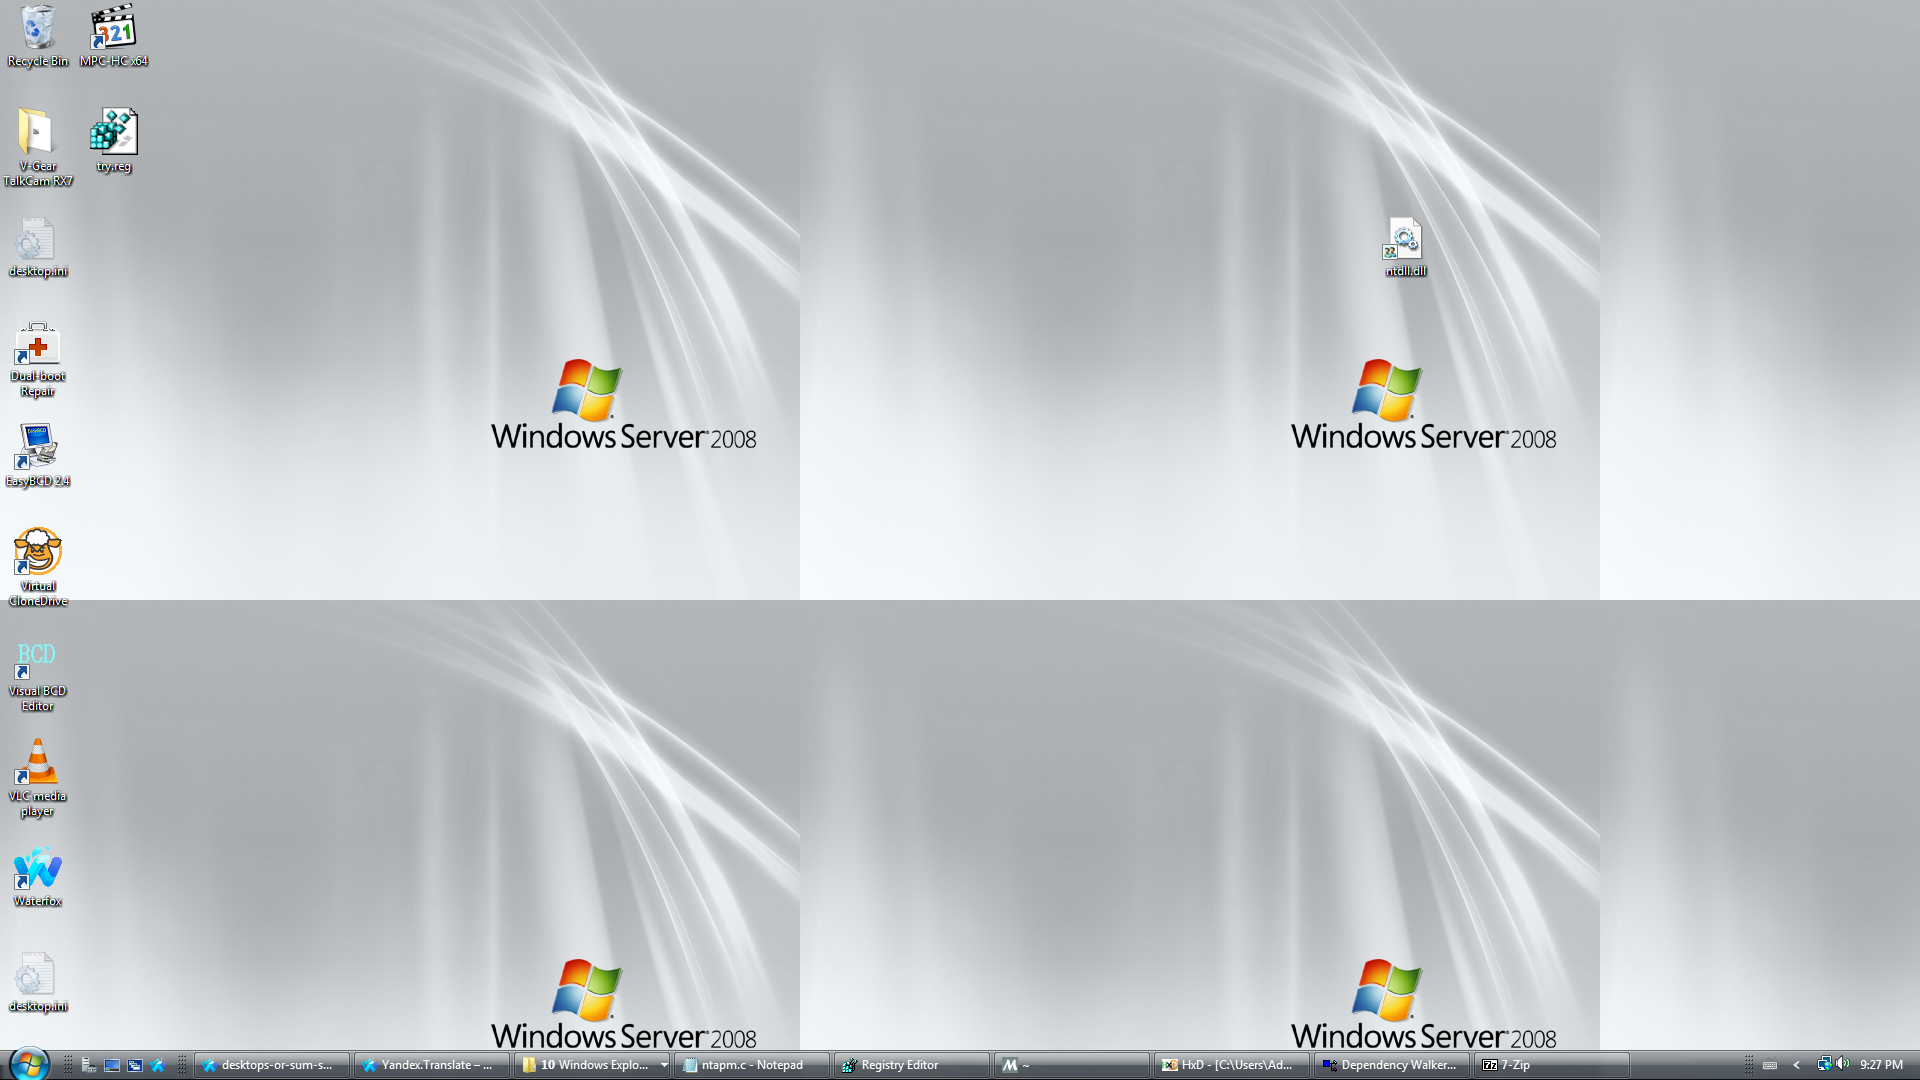 Recycle Bin
MPC-HC x64
321
V-Gear
TalkCam RX7
try.reg
desktop.ini
ntdll.dll
Dual-boot
Repair
Windows Server 2008
Windows Server 2008
EasyBCD 2.4
Virtual
CloneDrive
BCD
Visual BCD
Editor
VLC media
player
Waterfox
desktop.ini
Windows Server 2008
Windows Server 2008
desktops-or-sum-s...
Yandex.Translate – ...
10 Windows Explo...
ntapm.c - Notepad
Registry Editor
~
HxD - [C:\Users\Ad...
Dependency Walker...
7z
7-Zip
9:27 PM